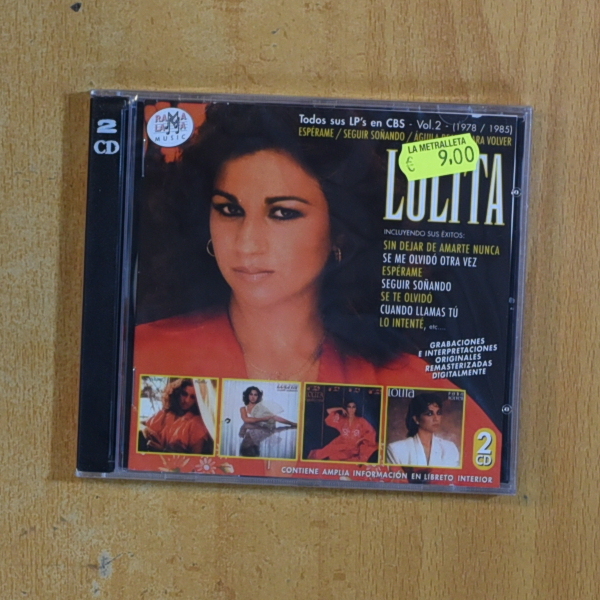 2
CD
RAMA
LAMA
MUSIC
Todos sus LP's en CBS - Vol.2 - (1978 / 1985)
ESPÉRAME / SEGUIR SOÑANDO / ÁGUILA PARA VOLVER
LA METRALLETA
€ 9,00
LOLITA
INCLUYENDO SUS ÉXITOS:
SIN DEJAR DE AMARTE NUNCA
SE ME OLVIDÓ OTRA VEZ
ESPÉRAME
SEGUIR SOÑANDO
SE TE OLVIDÓ
CUANDO LLAMAS TÚ
LO INTENTÉ, etc...
GRABACIONES
E INTERPRETACIONES
ORIGINALES
REMASTERIZADAS
DIGITALMENTE
LOLITA
PARA VOLVER
2
CD
CONTIENE AMPLIA INFORMACIÓN EN LIBRETO INTERIOR